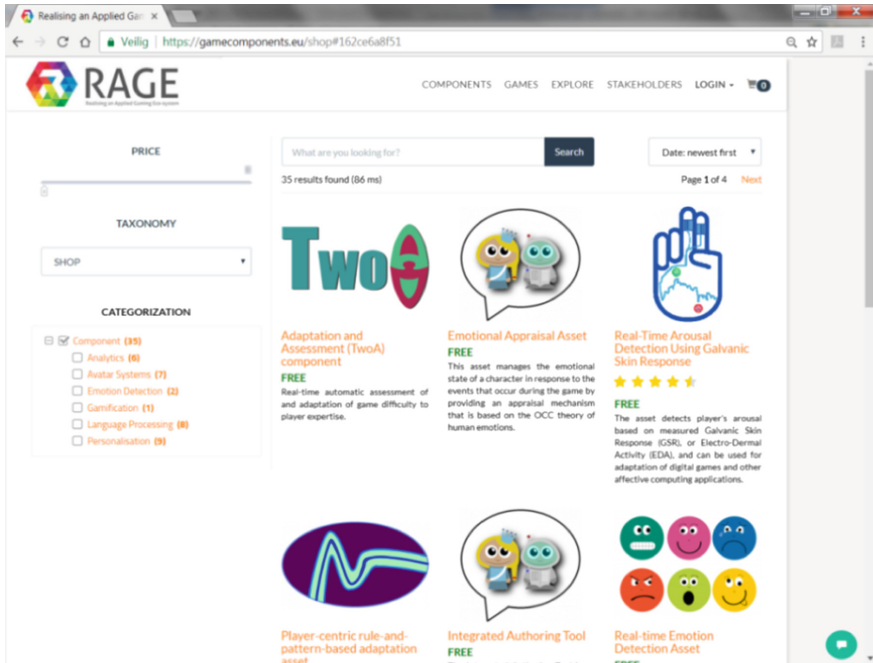 Realising an Applied Gam
Veilig
https://gamecomponents.eu/shop#162ce6a8f51
RAGE
Realising an Applied Gaming Eco-system
COMPONENTS GAMES EXPLORE STAKEHOLDERS LOGIN 0
PRICE
TAXONOMY
SHOP
CATEGORIZATION
Component (35)
Analytics (6)
Avatar Systems (7)
Emotion Detection (2)
Gamification (1)
Language Processing (8)
Personalisation (9)
What are you looking for?
Search
Date: newest first
35 results found (86 ms)
Page 1 of 4 Next
TwoA
Adaptation and
Assessment (TwoA)
component
FREE
Real-time automatic assessment of
and adaptation of game difficulty to
player expertise.
Emotional Appraisal Asset
FREE
This asset manages the emotional
state of a character in response to the
events that occur during the game by
providing an appraisal mechanism
that is based on the OCC theory of
human emotions.
Real-Time Arousal
Detection Using Galvanic
Skin Response
FREE
The asset detects player's arousal
based on measured Galvanic Skin
Response (GSR), or Electro-Dermal
Activity (EDA), and can be used for
adaptation of digital games and other
affective computing applications.
Player-centric rule-and-
pattern-based adaptation
asset
Integrated Authoring Tool
FREE
Real-time Emotion
Detection Asset
FREE